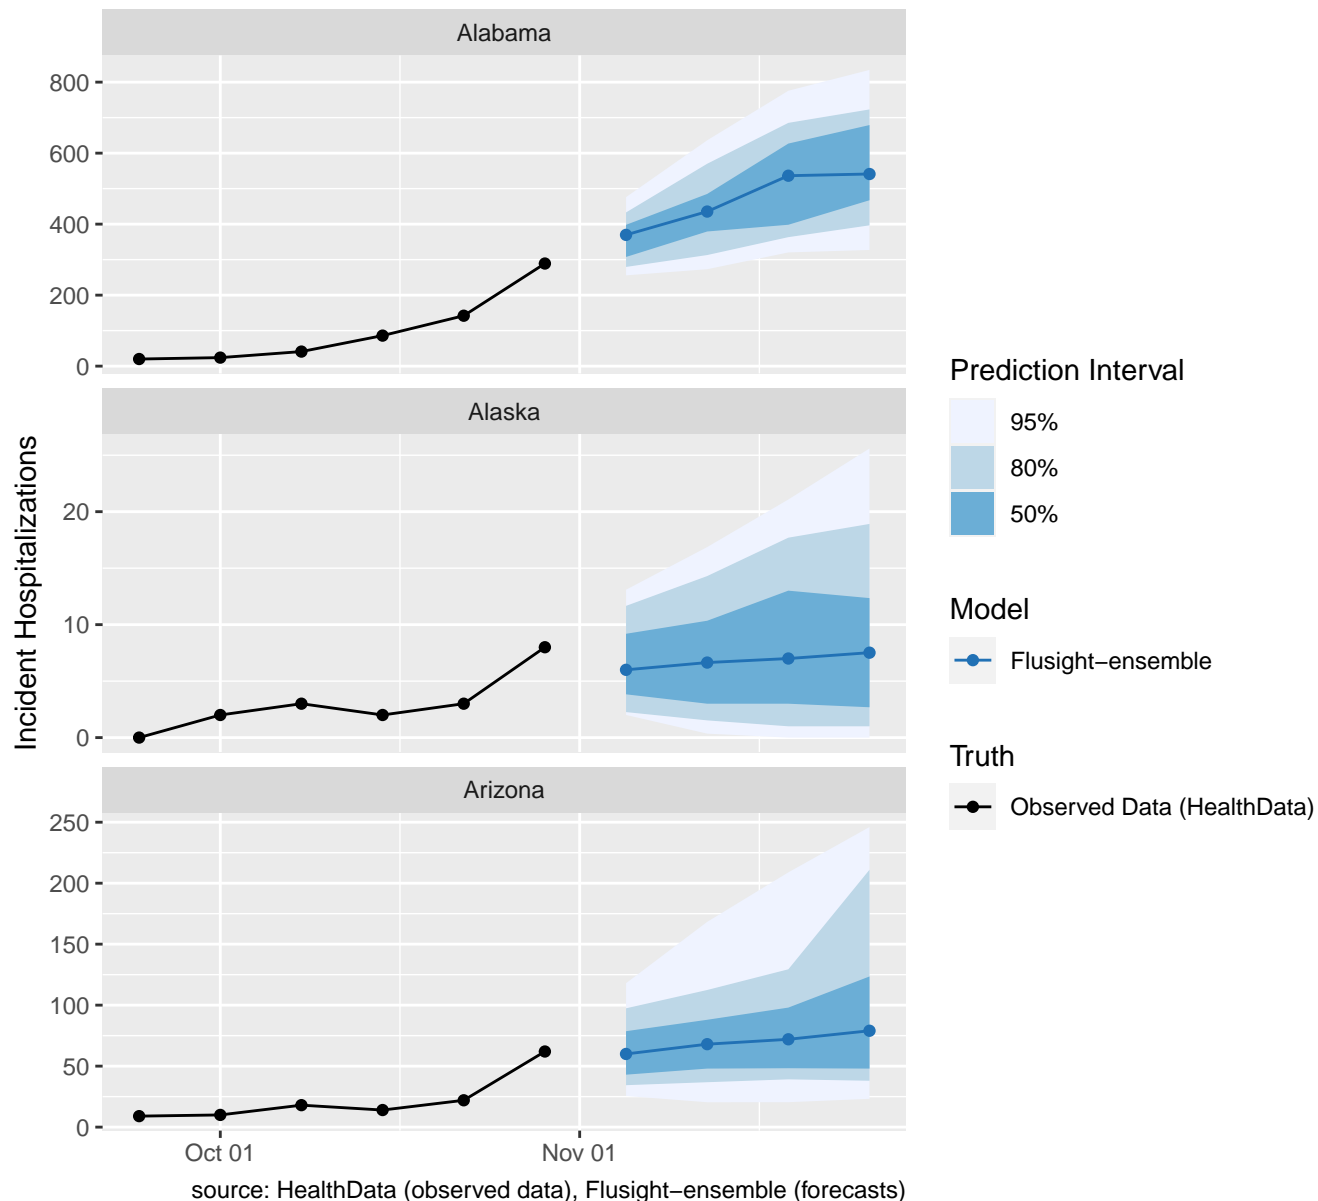 Alabama
800
600
400
200
0
Alaska
20
10
0
Arizona
250
200
150
100
50
0
Oct 01
Nov 01
Incident Hospitalizations
source: HealthData (observed data), Flusight−ensemble (forecasts)
Prediction Interval
95%
80%
50%
Model
Flusight−ensemble
Truth
Observed Data (HealthData)